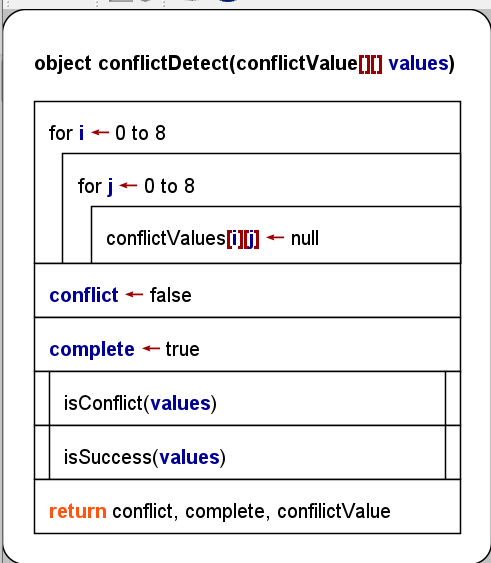 object conflictDetect(conflictValue[][] values)
for i ← 0 to 8
for j ← 0 to 8
conflictValues[i][j] ← null
conflict ← false
complete ← true
isConflict(values)
isSuccess(values)
return conflict, complete, confilictValue